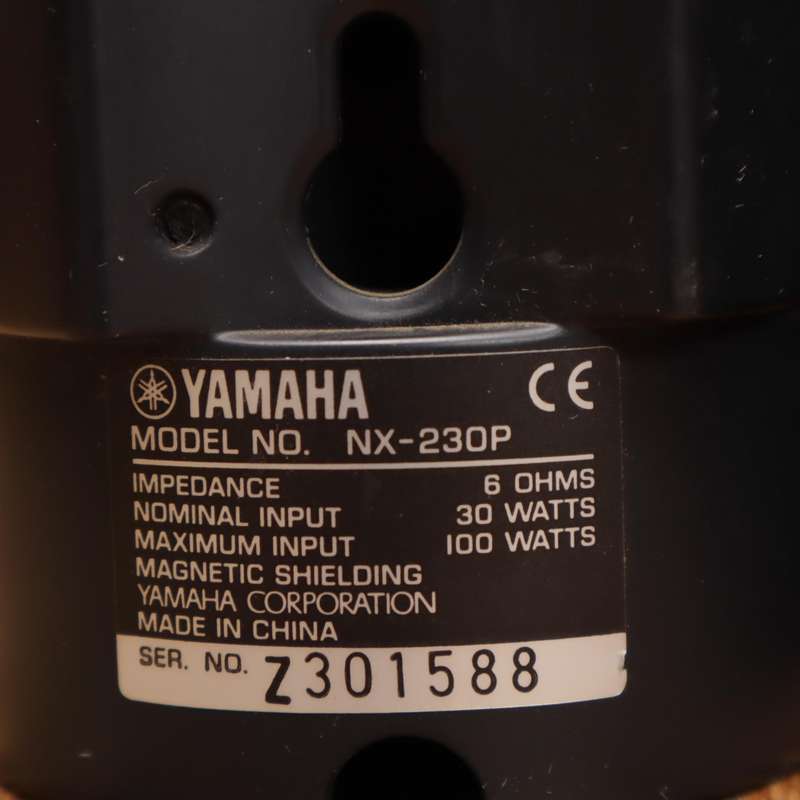 YAMAHA CE
MODEL NO. NX-230P
IMPEDANCE 6 OHMS
NOMINAL INPUT 30 WATTS
MAXIMUM INPUT 100 WATTS
MAGNETIC SHIELDING
YAMAHA CORPORATION
MADE IN CHINA
SER. NO. Z301588